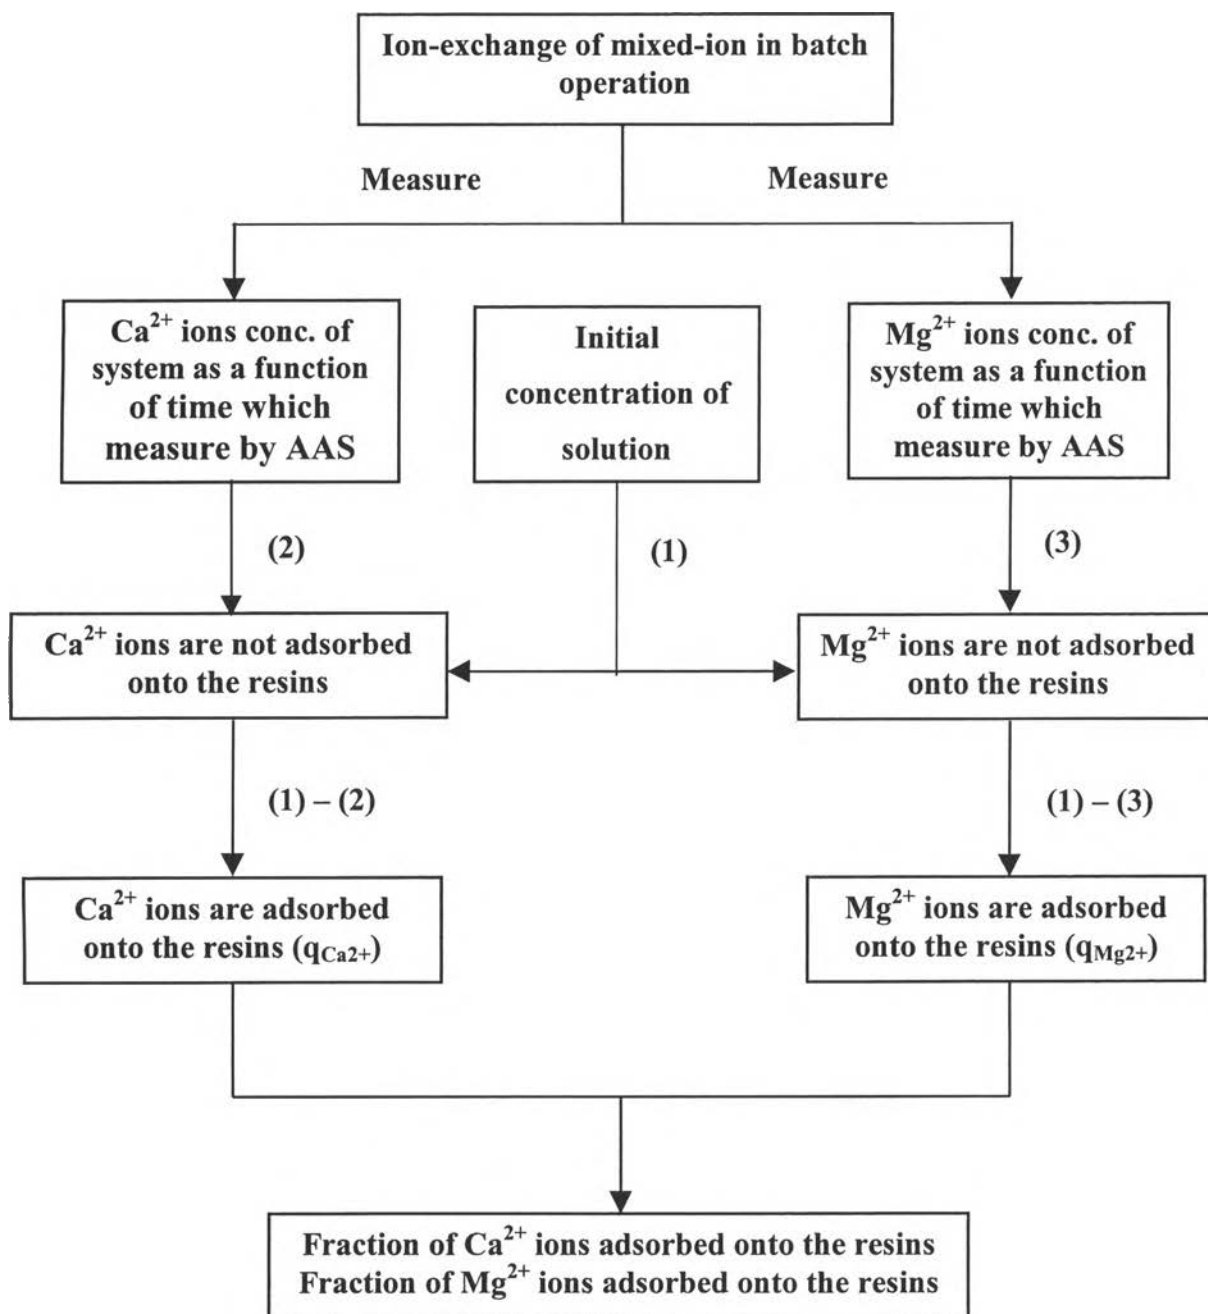 Ion-exchange of mixed-ion in batch
operation
Measure
Measure
Ca²⁺ ions conc. of
system as a function
of time which
measure by AAS
Initial
concentration of
solution
Mg²⁺ ions conc. of
system as a function
of time which
measure by AAS
(2)
(1)
(3)
Ca²⁺ ions are not adsorbed
onto the resins
Mg²⁺ ions are not adsorbed
onto the resins
(1) – (2)
(1) – (3)
Ca²⁺ ions are adsorbed
onto the resins (qCa2+)
Mg²⁺ ions are adsorbed
onto the resins (qMg2+)
Fraction of Ca²⁺ ions adsorbed onto the resins
Fraction of Mg²⁺ ions adsorbed onto the resins